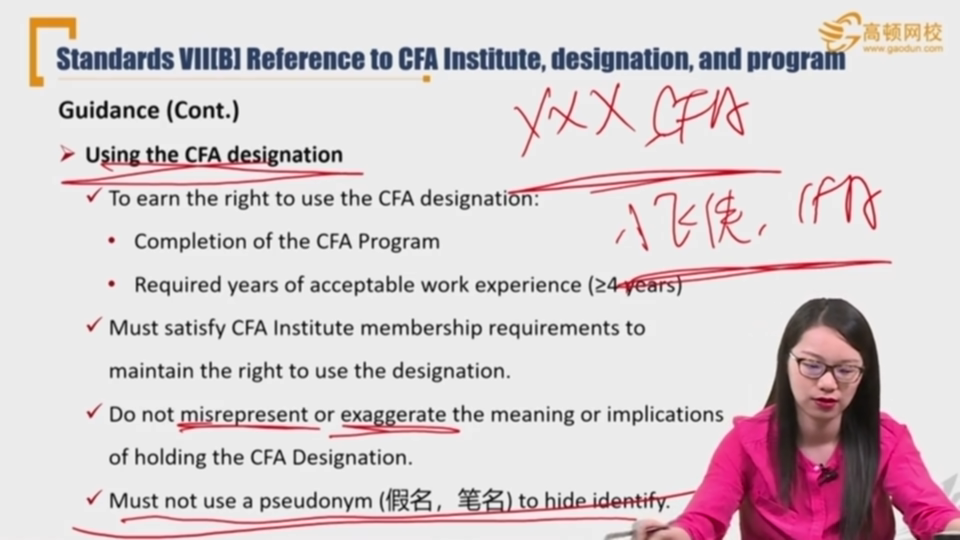 Standards VII[B] Reference to CFA Institute, designation, and program
高顿网校
www.gaodun.com
Guidance (Cont.)
XXX CFA
Using the CFA designation
To earn the right to use the CFA designation:
小飞侠, CFA
Completion of the CFA Program
Required years of acceptable work experience (≥4 years)
Must satisfy CFA Institute membership requirements to
maintain the right to use the designation.
Do not misrepresent or exaggerate the meaning or implications
of holding the CFA Designation.
Must not use a pseudonym (假名，笔名) to hide identify.